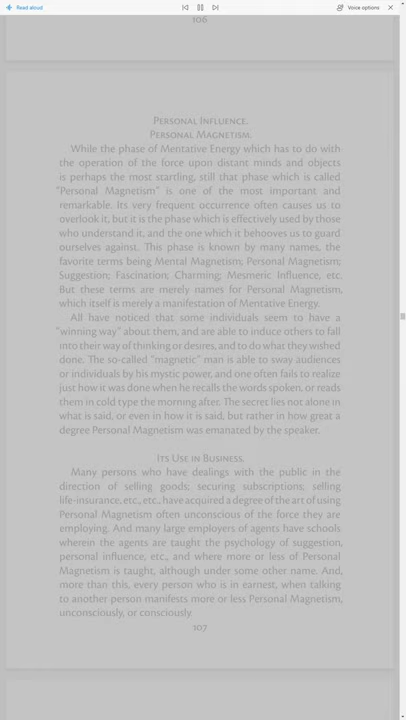 Read aloud
Voice options
106
Personal Influence.
Personal Magnetism.
While the phase of Mentative Energy which has to do with
the operation of the force upon distant minds and objects
is perhaps the most startling, still that phase which is called
“Personal Magnetism” is one of the most important and
remarkable. Its very frequent occurrence often causes us to
overlook it, but it is the phase which is effectively used by those
who understand it, and the one which it behooves us to guard
ourselves against. This phase is known by many names, the
favorite terms being Mental Magnetism; Personal Magnetism;
Suggestion; Fascination; Charming; Mesmeric Influence, etc.
But these terms are merely names for Personal Magnetism,
which itself is merely a manifestation of Mentative Energy.
All have noticed that some individuals seem to have a
“winning way” about them, and are able to induce others to fall
into their way of thinking or desires, and to do what they wished
done. The so-called “magnetic” man is able to sway audiences
or individuals by his mystic power, and one often fails to realize
just how it was done when he recalls the words spoken, or reads
them in cold type the morning after. The secret lies not alone in
what is said, or even in how it is said, but rather in how great a
degree Personal Magnetism was emanated by the speaker.
Its Use in Business.
Many persons who have dealings with the public in the
direction of selling goods; securing subscriptions; selling
life-insurance, etc., etc., have acquired a degree of the art of using
Personal Magnetism often unconscious of the force they are
employing. And many large employers of agents have schools
wherein the agents are taught the psychology of suggestion,
personal influence, etc., and where more or less of Personal
Magnetism is taught, although under some other name. And,
more than this, every person who is in earnest, when talking
to another person manifests more or less Personal Magnetism,
unconsciously, or consciously.
107